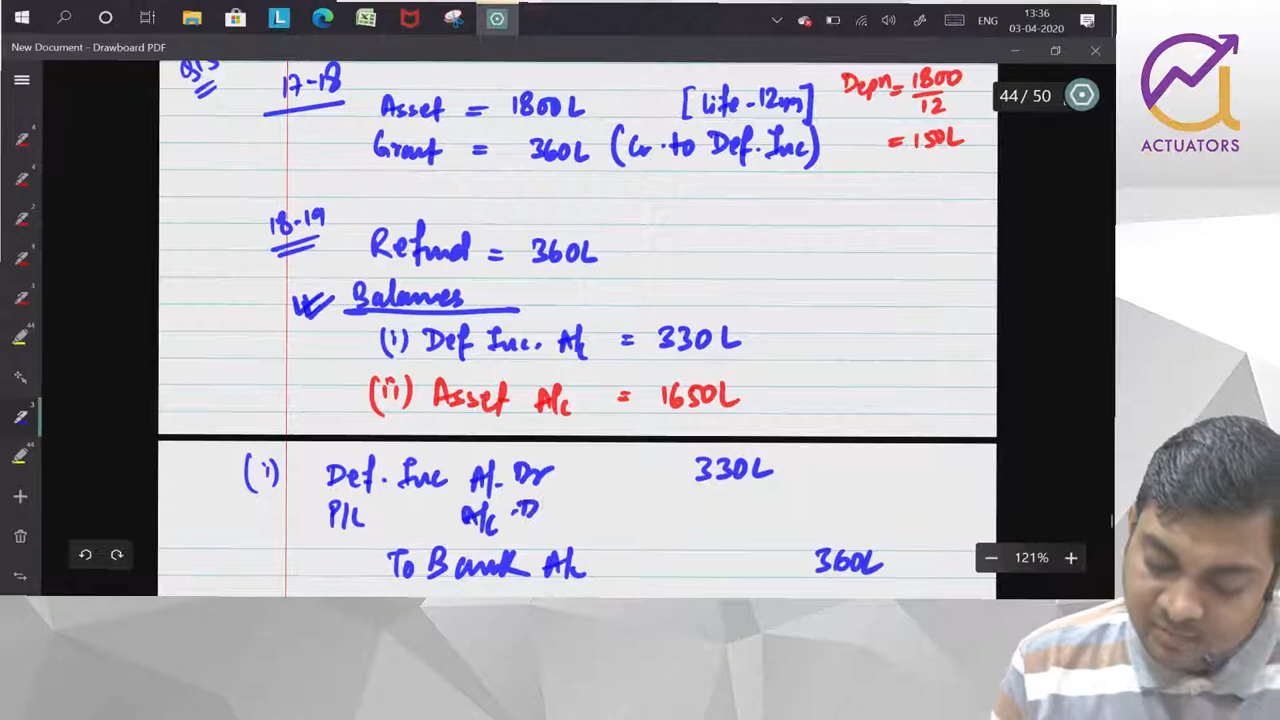 13:36
ENG
03-04-2020
New Document - Drawboard PDF
17-18
Asset = 1800L [Life - 12yrs]
Depn = 1800
12
= 150L
Grant = 360L (Cr. to Def. Inc)
44 / 50
ACTUATORS
18-19
Refund = 360L
Balances
(i) Def Inc. A/c = 330L
(ii) Asset A/c = 1650L
(i) Def. Inc A/c. Dr 330L
P/L A/c. D
To Bank A/c 360L
121%